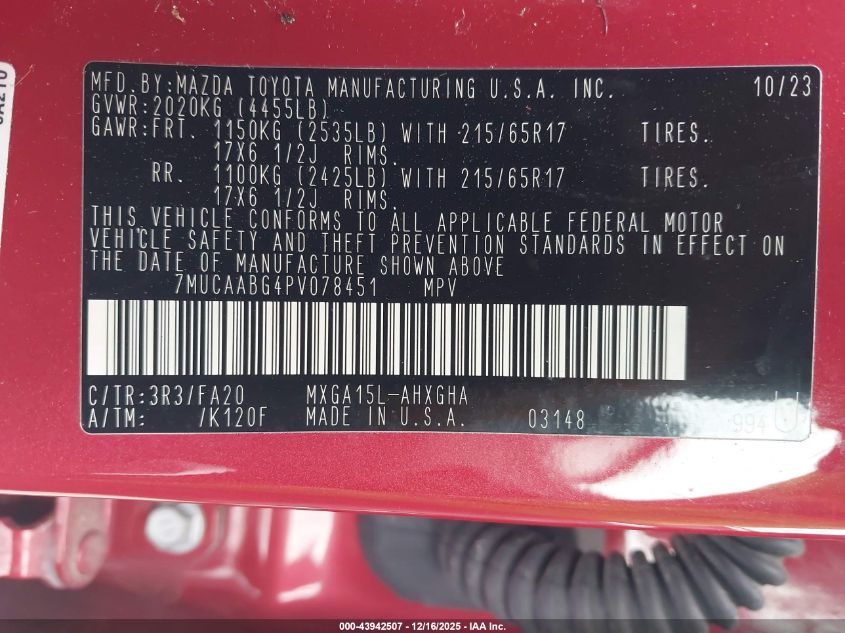 MFD.BY:MAZDA TOYOTA MANUFACTURING U.S.A. INC. 10/23
GVWR:2020KG (4455LB)
GAWR:FRT. 1150KG (2535LB) WITH 215/65R17 TIRES.
17X6 1/2J RIMS.
RR. 1100KG (2425LB) WITH 215/65R17 TIRES.
17X6 1/2J RIMS.
THIS VEHICLE CONFORMS TO ALL APPLICABLE FEDERAL MOTOR
VEHICLE SAFETY AND THEFT PREVENTION STANDARDS IN EFFECT ON
THE DATE OF MANUFACTURE SHOWN ABOVE
7MUCAABG4PV078451 MPV
C/TR:3R3/FA20 MXGA15L-AHXGHA
A/TM: /K120F MADE IN U.S.A. 03148 994 U
000-43942507 - 12/16/2025 - IAA Inc.